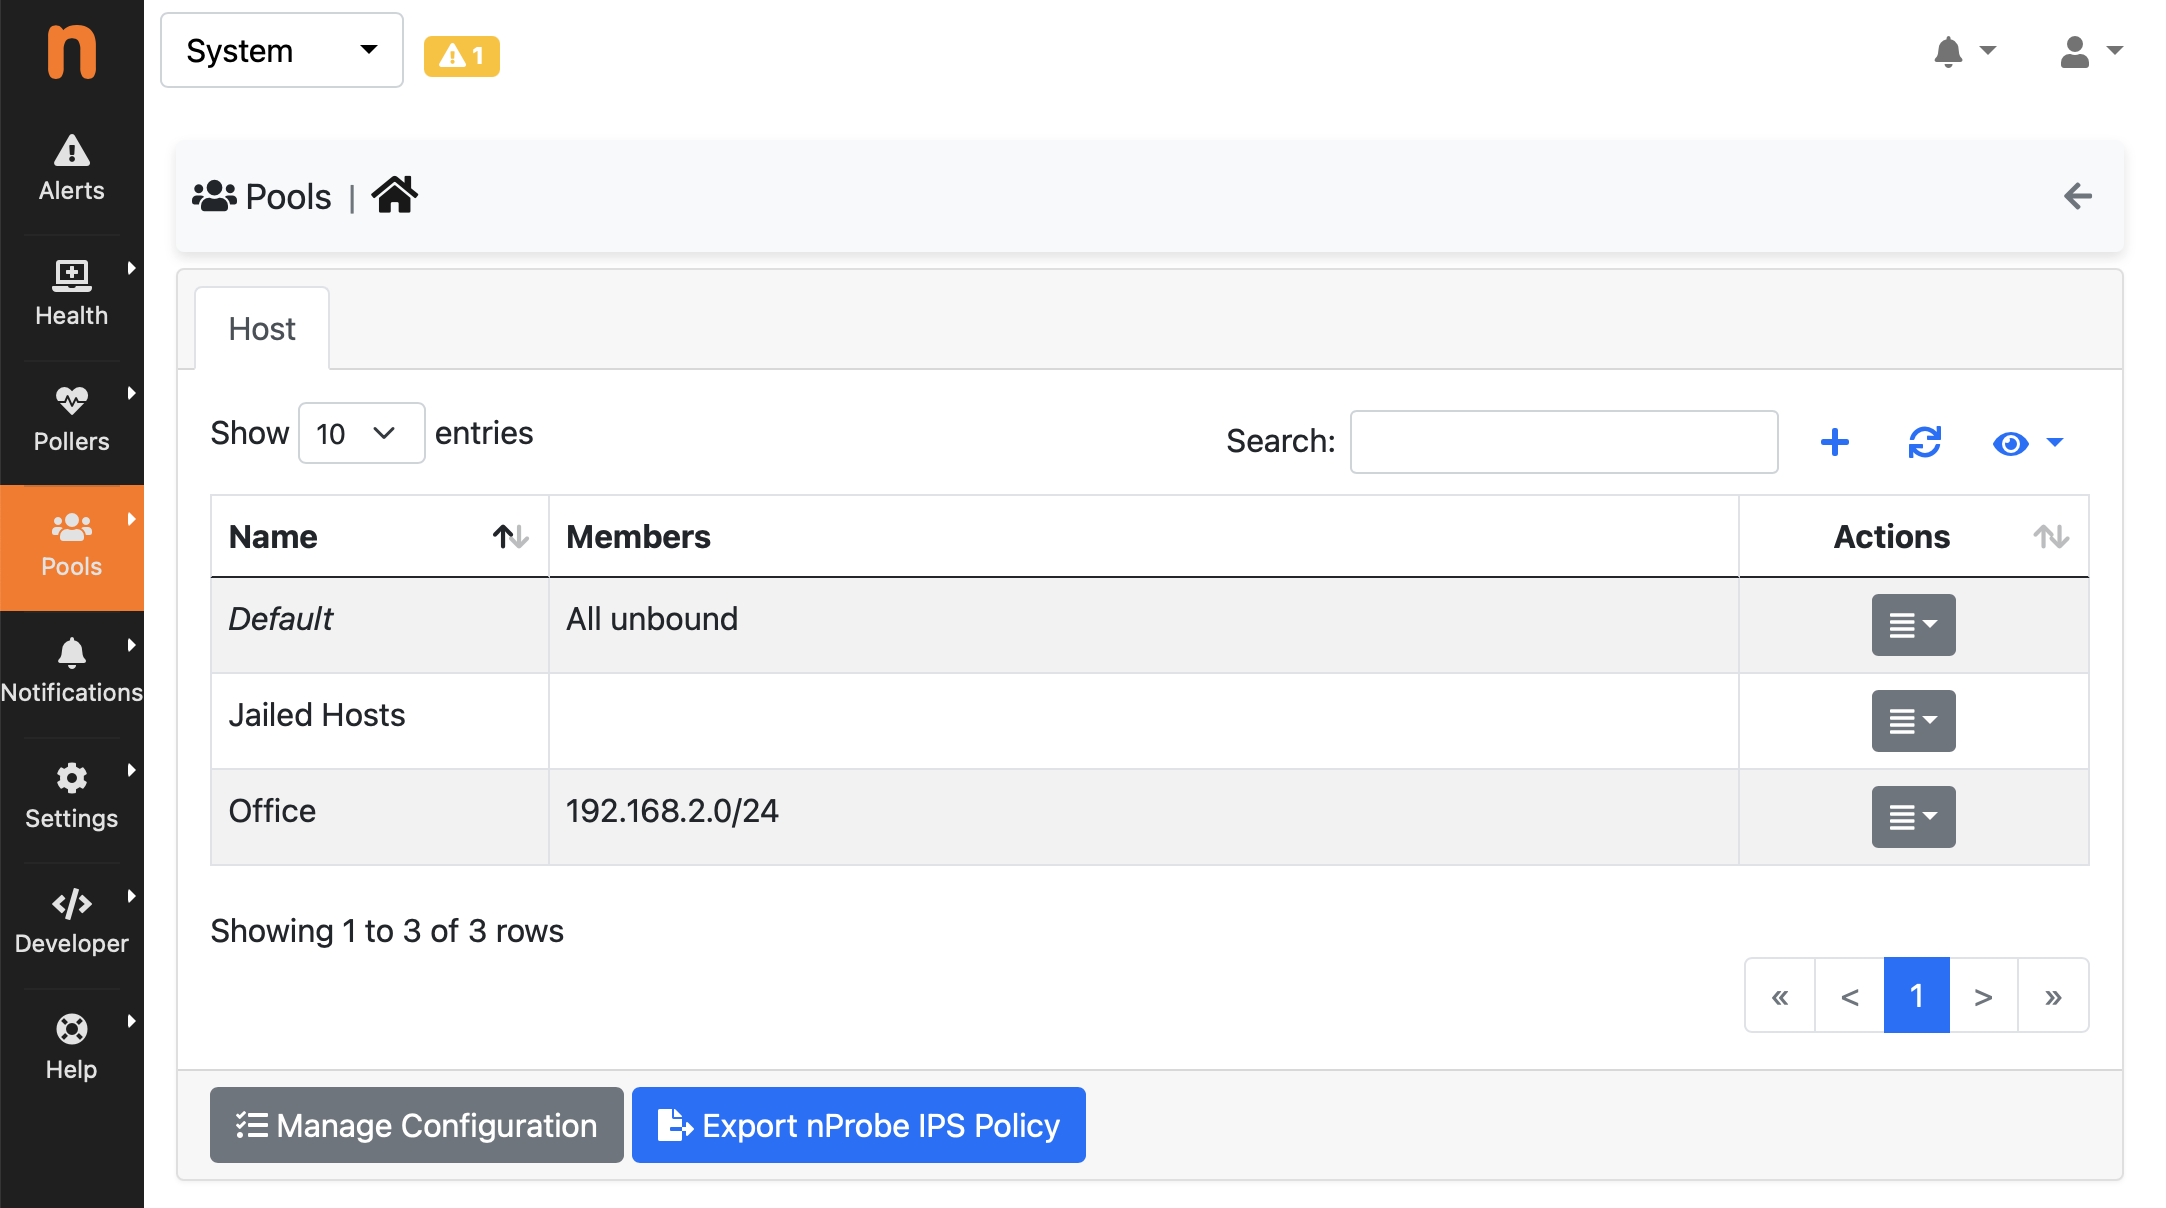 n
System
1
Alerts
Health
Pollers
Pools
Notifications
Settings
Developer
Help
Pools |
Host
Show 10 entries
Search:
Name Members Actions
Default All unbound
Jailed Hosts
Office 192.168.2.0/24
Showing 1 to 3 of 3 rows
« < 1 > »
Manage Configuration Export nProbe IPS Policy